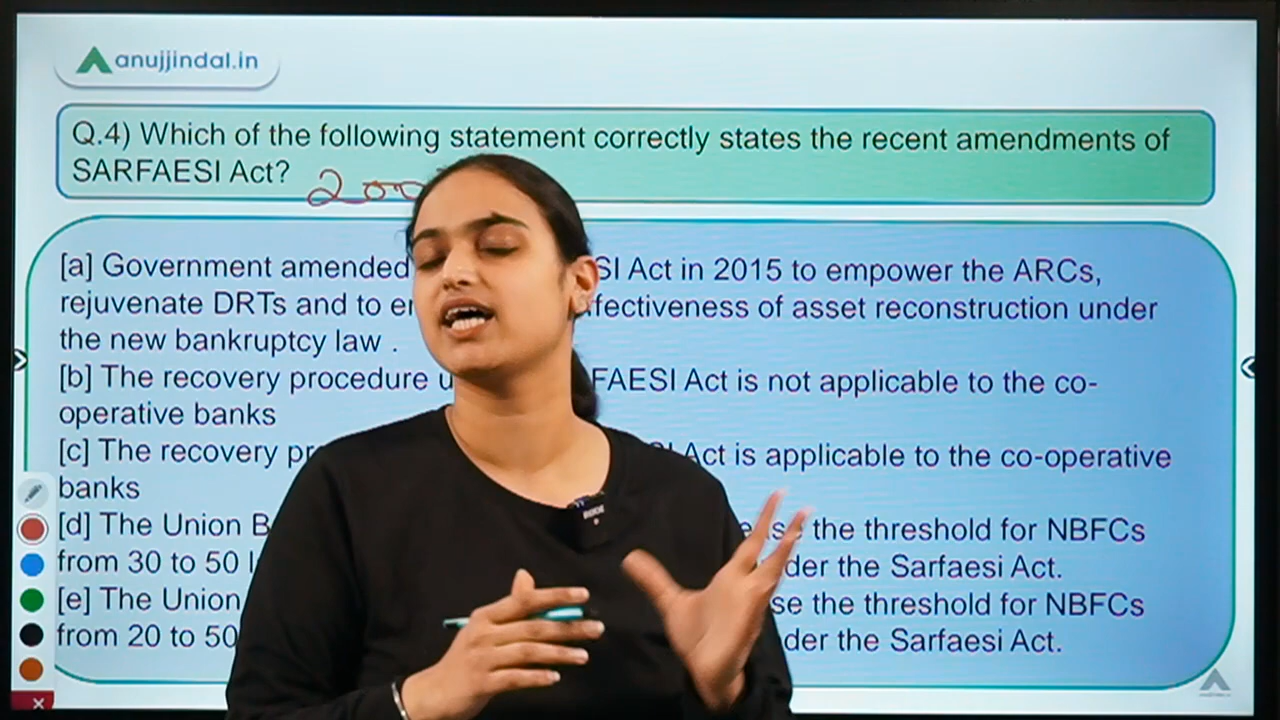 anujjindal.in
Q.4) Which of the following statement correctly states the recent amendments of
SARFAESI Act?
200
[a] Government amended SI Act in 2015 to empower the ARCs,
rejuvenate DRTs and to fectiveness of asset reconstruction under
the new bankruptcy law .
[b] The recovery procedure FAESI Act is not applicable to the co-
operative banks
[c] The recovery Act is applicable to the co-operative
banks
[d] The Union the threshold for NBFCs
from 30 to 50 the Sarfaesi Act.
[e] The Union the threshold for NBFCs
from 20 to 50 the Sarfaesi Act.